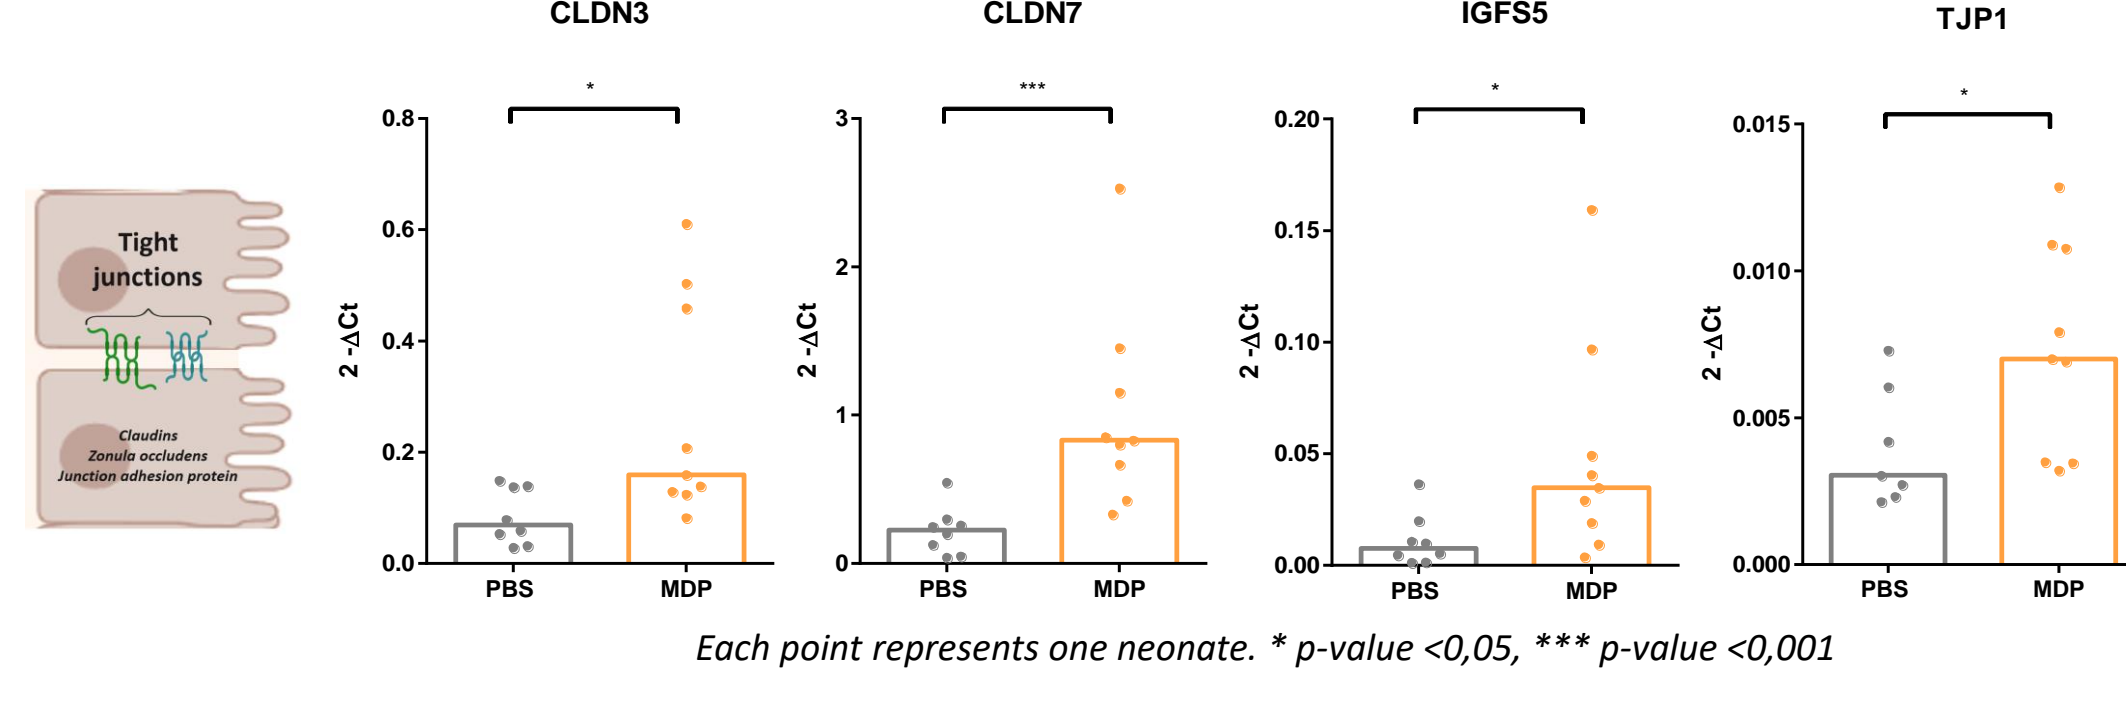 CLDN3
CLDN7
IGFS5
TJP1
Tight
junctions
Claudins
Zonula occludens
Junction adhesion protein
*
0.8
0.6
0.4
0.2
0.0
2 -ΔCt
PBS
MDP
***
3
2
1
0
2 -ΔCt
PBS
MDP
*
0.20
0.15
0.10
0.05
0.00
2 -ΔCt
PBS
MDP
*
0.015
0.010
0.005
0.000
2 -ΔCt
PBS
MDP
Each point represents one neonate. * p-value <0,05, *** p-value <0,001